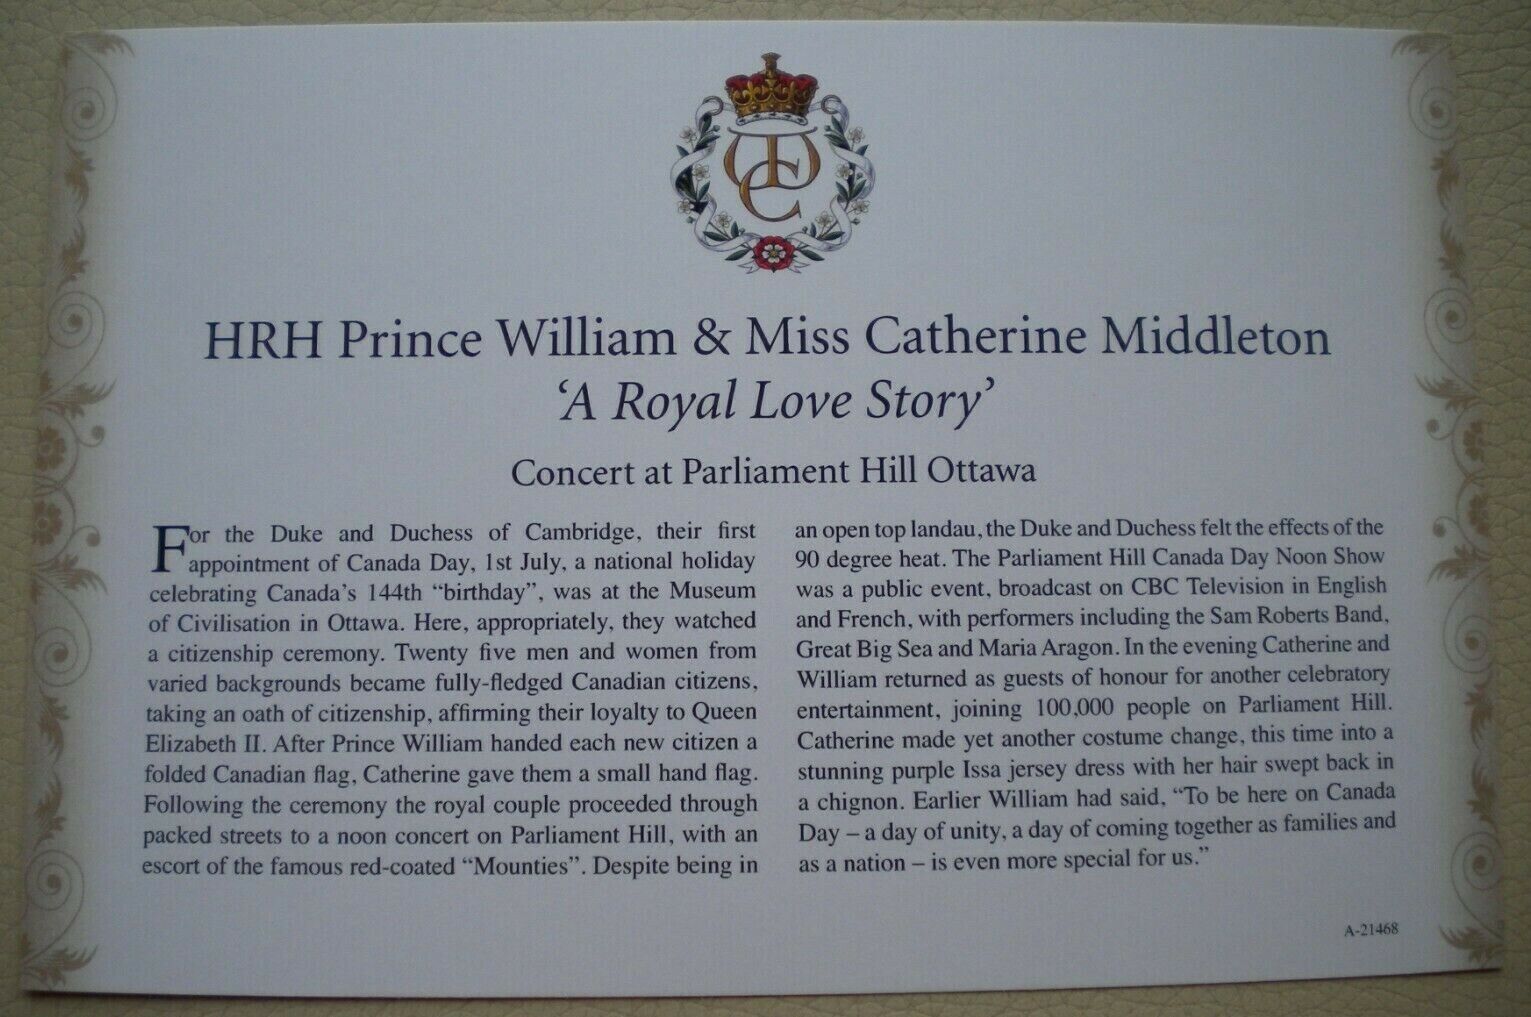 HRH Prince William & Miss Catherine Middleton
‘A Royal Love Story’
Concert at Parliament Hill Ottawa
For the Duke and Duchess of Cambridge, their first
appointment of Canada Day, 1st July, a national holiday
celebrating Canada’s 144th “birthday”, was at the Museum
of Civilisation in Ottawa. Here, appropriately, they watched
a citizenship ceremony. Twenty five men and women from
varied backgrounds became fully-fledged Canadian citizens,
taking an oath of citizenship, affirming their loyalty to Queen
Elizabeth II. After Prince William handed each new citizen a
folded Canadian flag, Catherine gave them a small hand flag.
Following the ceremony the royal couple proceeded through
packed streets to a noon concert on Parliament Hill, with an
escort of the famous red-coated “Mounties”. Despite being in
an open top landau, the Duke and Duchess felt the effects of the
90 degree heat. The Parliament Hill Canada Day Noon Show
was a public event, broadcast on CBC Television in English
and French, with performers including the Sam Roberts Band,
Great Big Sea and Maria Aragon. In the evening Catherine and
William returned as guests of honour for another celebratory
entertainment, joining 100,000 people on Parliament Hill.
Catherine made yet another costume change, this time into a
stunning purple Issa jersey dress with her hair swept back in
a chignon. Earlier William had said, “To be here on Canada
Day – a day of unity, a day of coming together as families and
as a nation – is even more special for us.”
A-21468